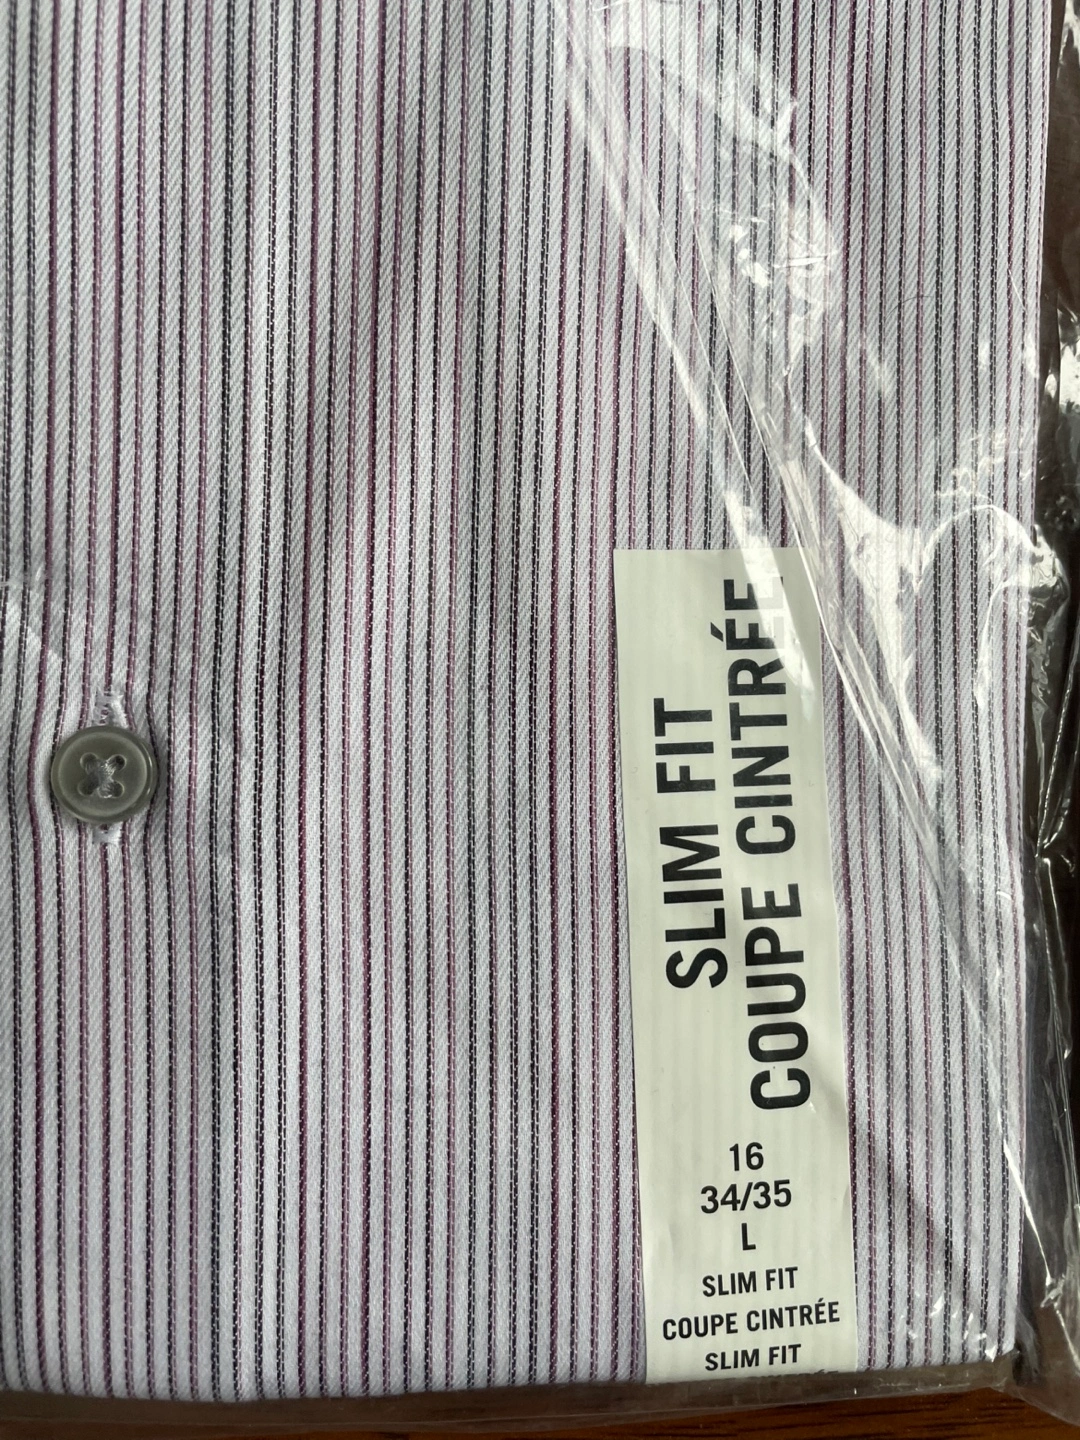 SLIM FIT
COUPE CINTRÉE
16
34/35
L
SLIM FIT
COUPE CINTRÉE
SLIM FIT